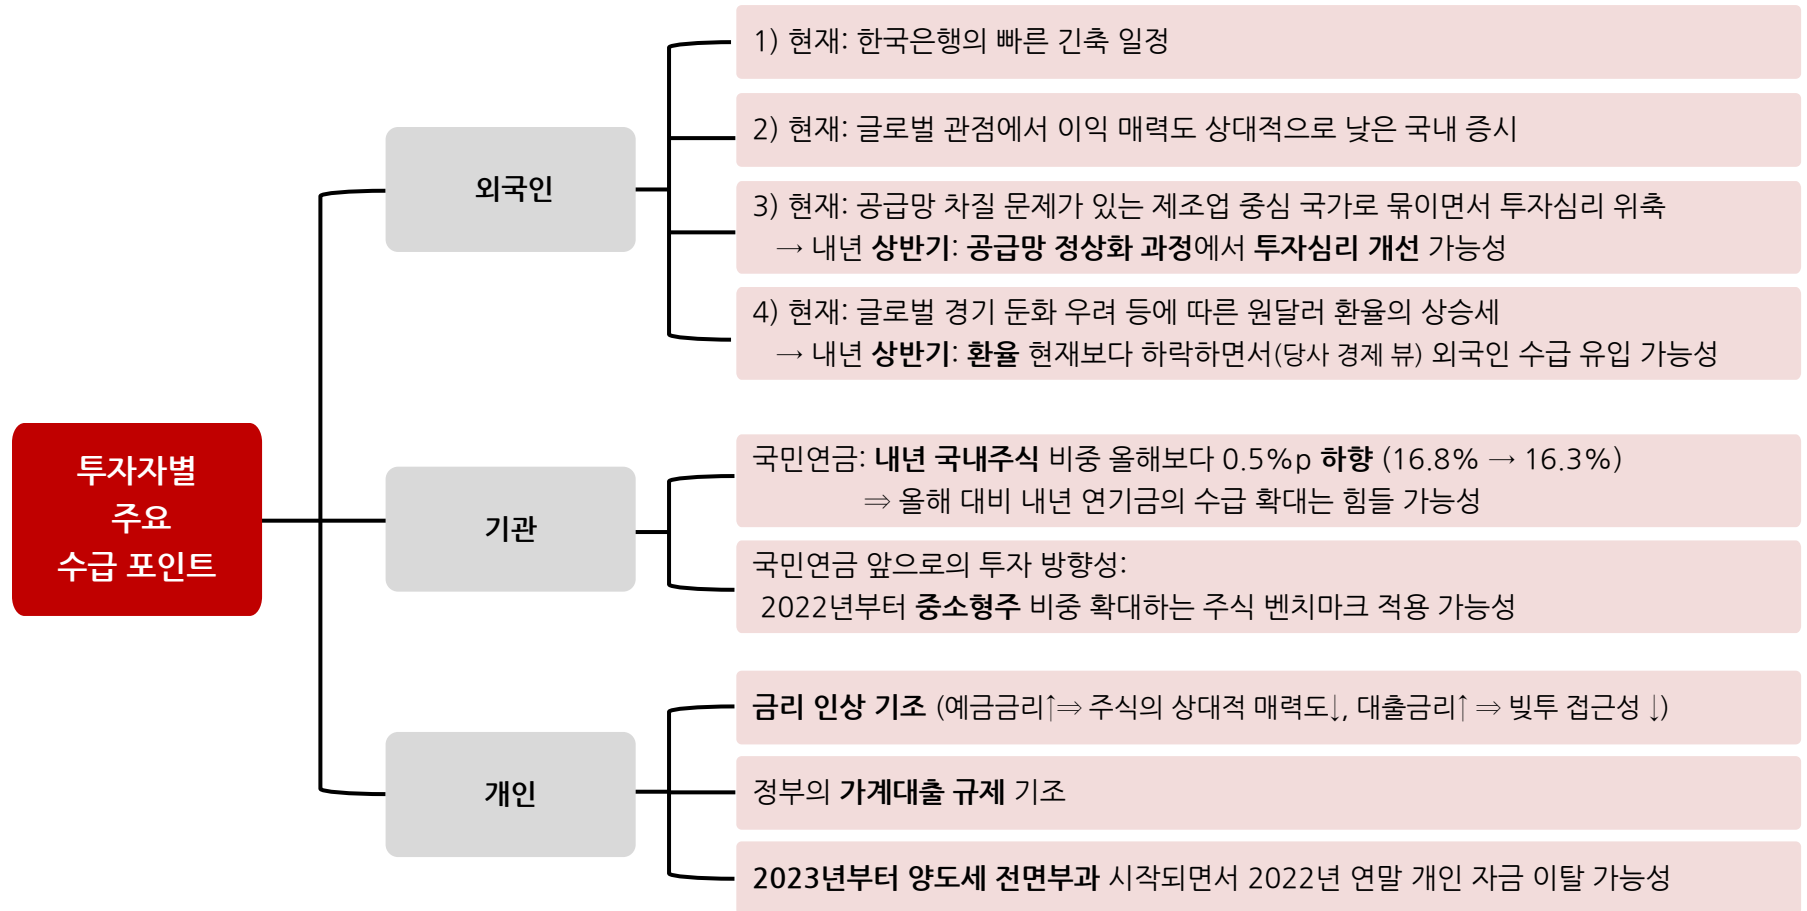 투자자별
주요
수급 포인트
외국인
1) 현재: 한국은행의 빠른 긴축 일정
2) 현재: 글로벌 관점에서 이익 매력도 상대적으로 낮은 국내 증시
3) 현재: 공급망 차질 문제가 있는 제조업 중심 국가로 묶이면서 투자심리 위축
→ 내년 상반기: 공급망 정상화 과정에서 투자심리 개선 가능성
4) 현재: 글로벌 경기 둔화 우려 등에 따른 원달러 환율의 상승세
→ 내년 상반기: 환율 현재보다 하락하면서(당사 경제 뷰) 외국인 수급 유입 가능성
기관
국민연금: 내년 국내주식 비중 올해보다 0.5%p 하향 (16.8% → 16.3%)
⇒ 올해 대비 내년 연기금의 수급 확대는 힘들 가능성
국민연금 앞으로의 투자 방향성:
2022년부터 중소형주 비중 확대하는 주식 벤치마크 적용 가능성
개인
금리 인상 기조 (예금금리↑⇒ 주식의 상대적 매력도↓, 대출금리↑ ⇒ 빚투 접근성 ↓)
정부의 가계대출 규제 기조
2023년부터 양도세 전면부과 시작되면서 2022년 연말 개인 자금 이탈 가능성